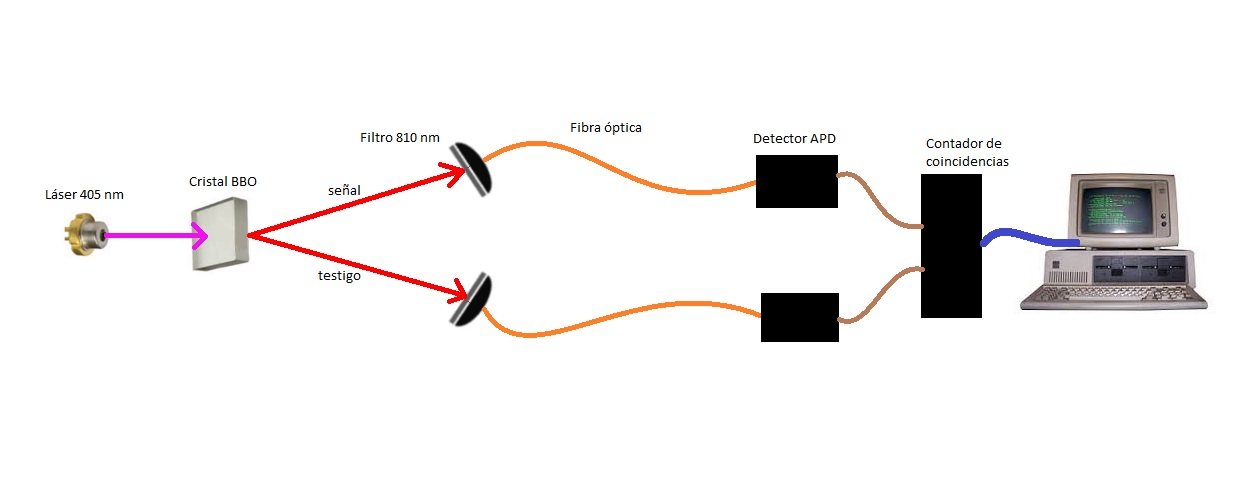 Láser 405 nm
Cristal BBO
señal
testigo
Filtro 810 nm
Fibra óptica
Detector APD
Contador de
coincidencias